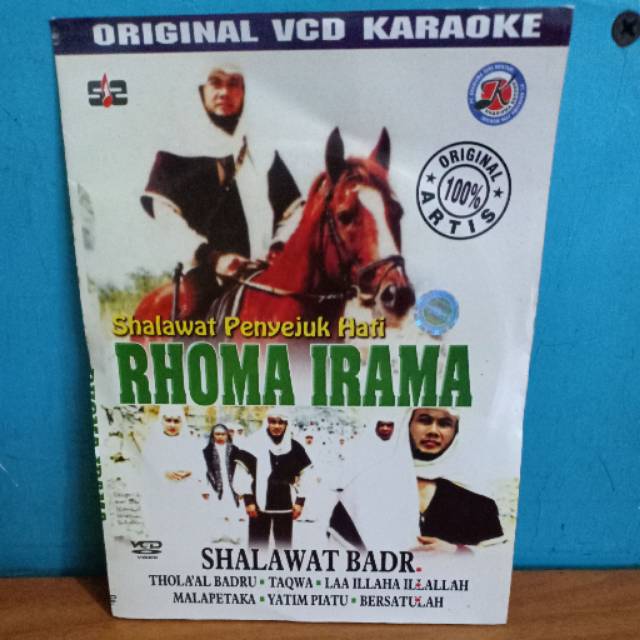 ORIGINAL VCD KARAOKE
ORIGINAL
100%
ARTIS
Shalawat Penyejuk Hati
RHOMA IRAMA
SHALAWAT BADR.
THOLA'AL BADRU • TAQWA • LAA ILLAHA ILLALLAH
MALAPETAKA • YATIM PIATU • BERSATULAH